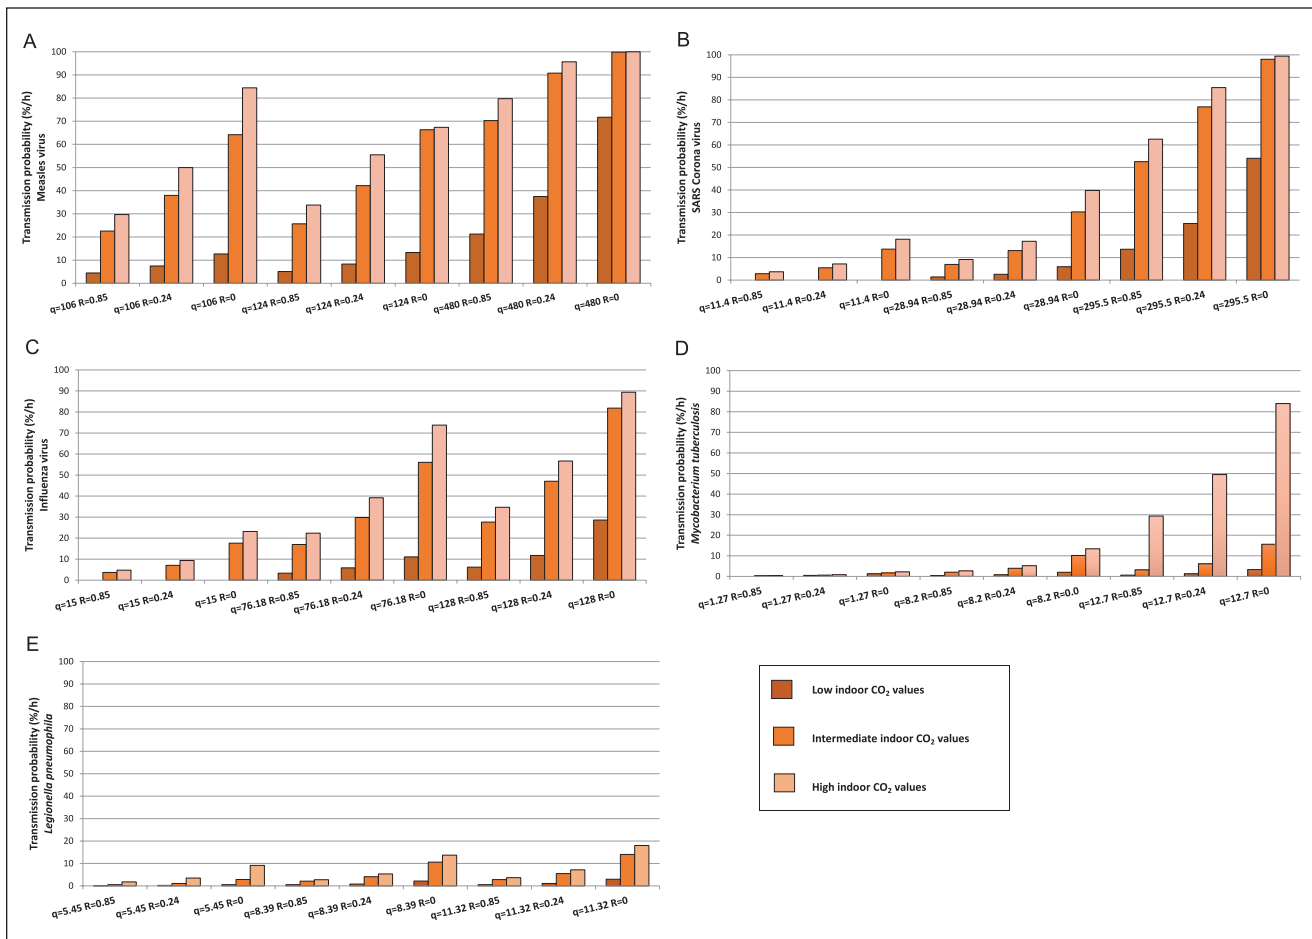 A
Transmission probability (%/h)
Measles virus
100
90
80
70
60
50
40
30
20
10
0
q=106 R=0.85
q=106 R=0.24
q=106 R=0
q=124 R=0.85
q=124 R=0.24
q=124 R=0
q=480 R=0.85
q=480 R=0.24
q=480 R=0
B
Transmission probability (%/h)
SARS Corona virus
100
90
80
70
60
50
40
30
20
10
0
q=11.4 R=0.85
q=11.4 R=0.24
q=11.4 R=0
q=28.94 R=0.85
q=28.94 R=0.24
q=28.94 R=0
q=295.5 R=0.85
q=295.5 R=0.24
q=295.5 R=0
C
Transmission probability (%/h)
Influenza virus
100
90
80
70
60
50
40
30
20
10
0
q=15 R=0.85
q=15 R=0.24
q=15 R=0
q=76.18 R=0.85
q=76.18 R=0.24
q=76.18 R=0
q=128 R=0.85
q=128 R=0.24
q=128 R=0
D
Transmission probability (%/h)
Mycobacterium tuberculosis
100
90
80
70
60
50
40
30
20
10
0
q=1.27 R=0.85
q=1.27 R=0.24
q=1.27 R=0
q=8.2 R=0.85
q=8.2 R=0.24
q=8.2 R=0.0
q=12.7 R=0.85
q=12.7 R=0.24
q=12.7 R=0
E
Transmission probability (%/h)
Legionella pneumophila
100
90
80
70
60
50
40
30
20
10
0
q=5.45 R=0.85
q=5.45 R=0.24
q=5.45 R=0
q=8.39 R=0.85
q=8.39 R=0.24
q=8.39 R=0
q=11.32 R=0.85
q=11.32 R=0.24
q=11.32 R=0
Low indoor CO₂ values
Intermediate indoor CO₂ values
High indoor CO₂ values